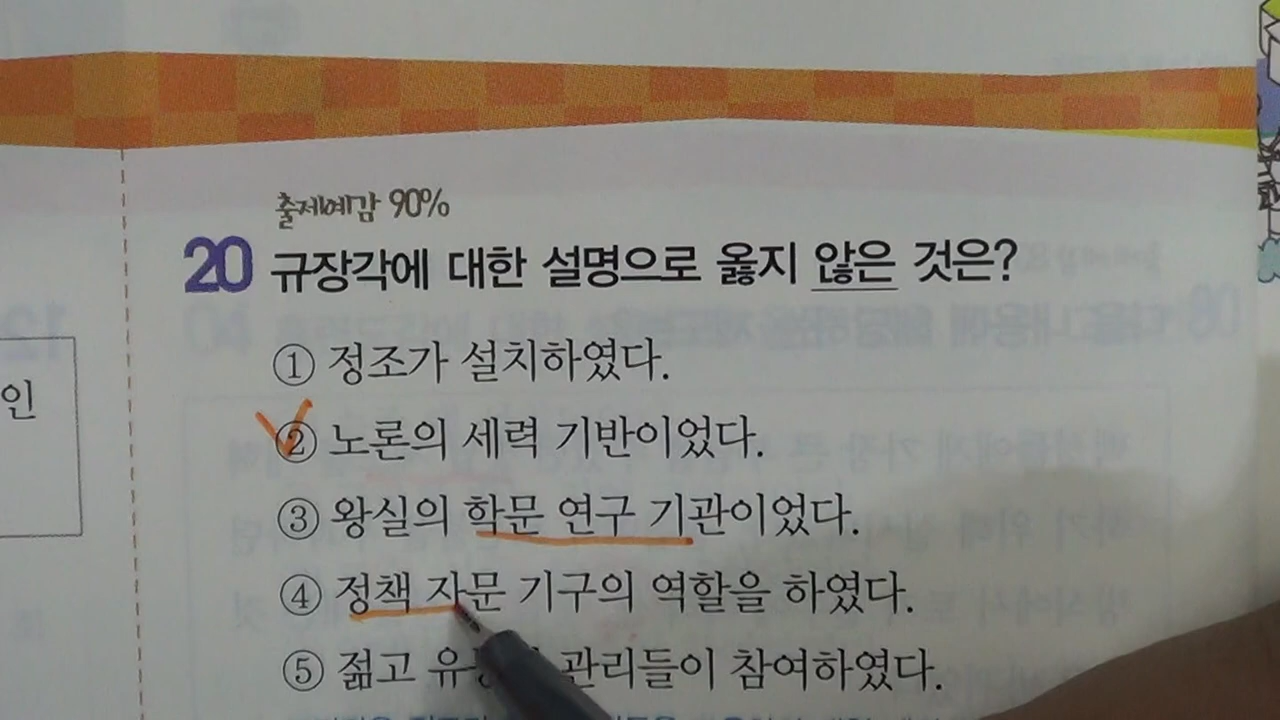 출제예감 90%
20 규장각에 대한 설명으로 옳지 않은 것은?
① 정조가 설치하였다.
인
② 노론의 세력 기반이었다.
③ 왕실의 학문 연구 기관이었다.
④ 정책 자문 기구의 역할을 하였다.
⑤ 젊고 관리들이 참여하였다.